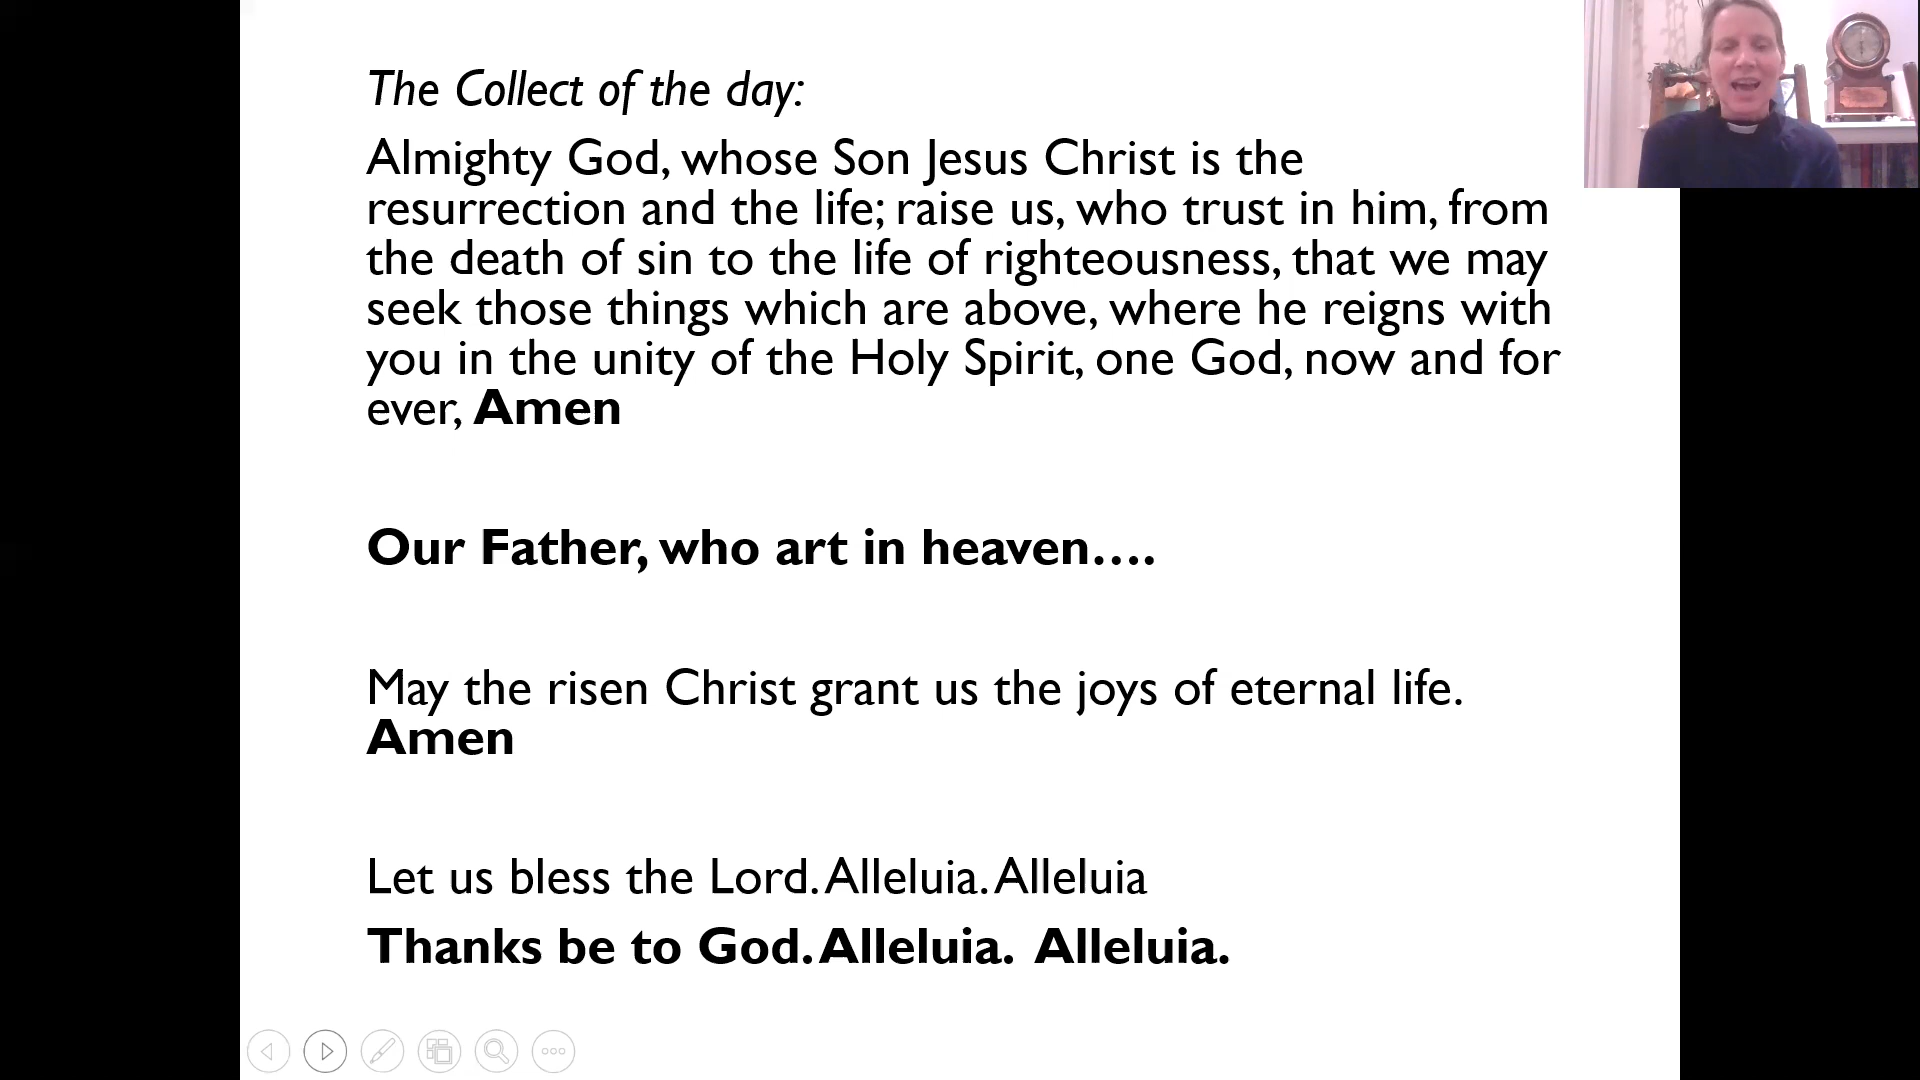 The Collect of the day:
Almighty God, whose Son Jesus Christ is the
resurrection and the life; raise us, who trust in him, from
the death of sin to the life of righteousness, that we may
seek those things which are above, where he reigns with
you in the unity of the Holy Spirit, one God, now and for
ever, Amen
Our Father, who art in heaven....
May the risen Christ grant us the joys of eternal life.
Amen
Let us bless the Lord. Alleluia. Alleluia
Thanks be to God. Alleluia. Alleluia.